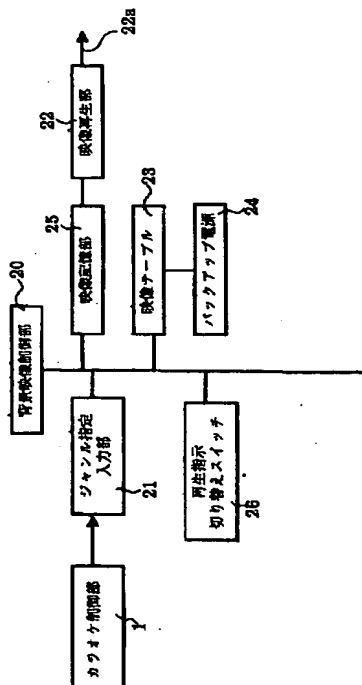 カラオケ制御部
1
ジャンル指定
入力部
21
再生指示
切り替えスイッチ
26
背景映像制御部
20
映像記憶部
25
映像再生部
22
22a
映像テーブル
23
バックアップ電源
24